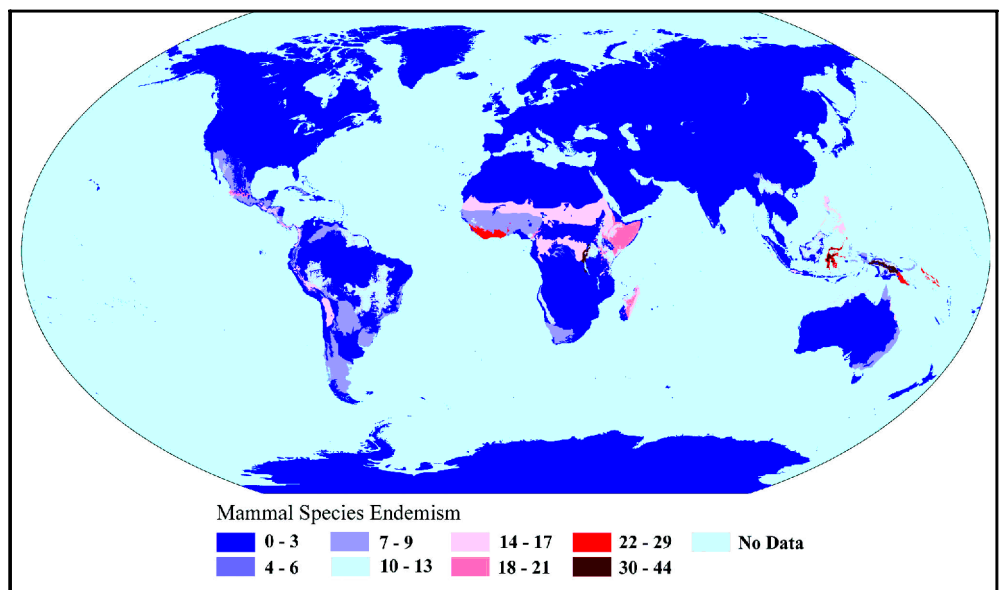 Mammal Species Endemism
0 - 3 7 - 9 14 - 17 22 - 29 No Data
4 - 6 10 - 13 18 - 21 30 - 44